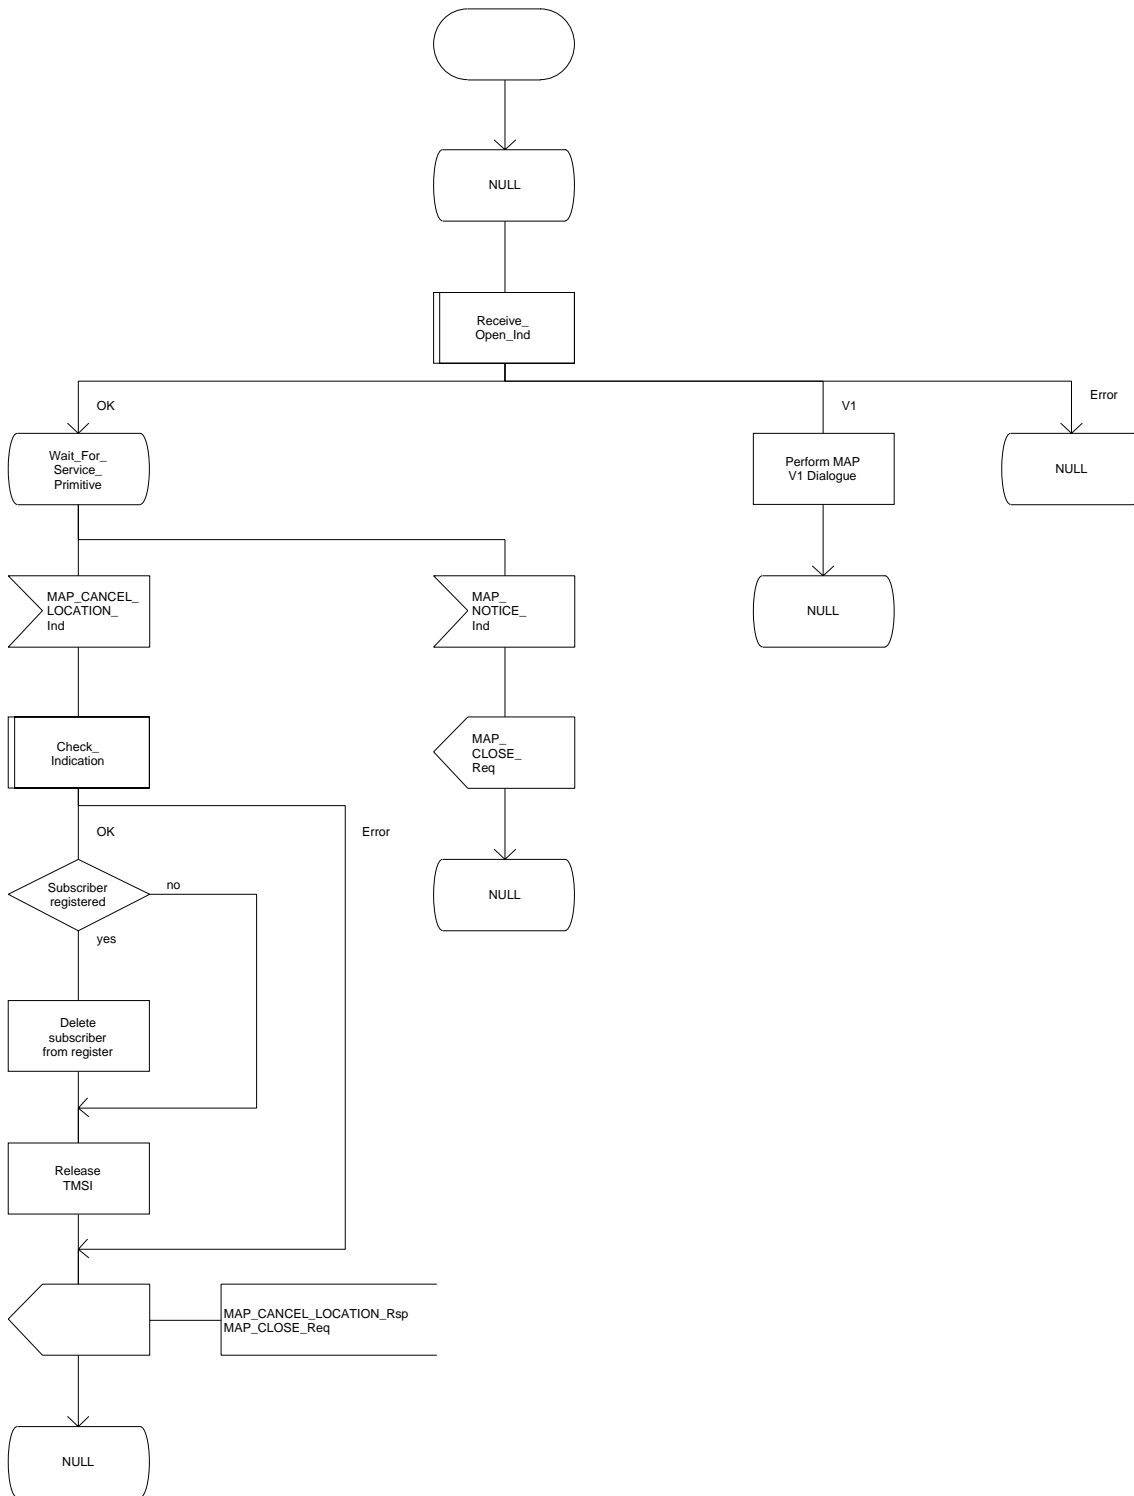 NULL
Receive_
Open_Ind
OK
V1
Error
Wait_For_
Service_
Primitive
Perform MAP
V1 Dialogue
NULL
MAP_CANCEL_
LOCATION_
Ind
MAP_
NOTICE_
Ind
NULL
Check_
Indication
MAP_
CLOSE_
Req
OK
Error
Subscriber
registered
no
yes
NULL
Delete
subscriber
from register
Release
TMSI
MAP_CANCEL_LOCATION_Rsp
MAP_CLOSE_Req
NULL